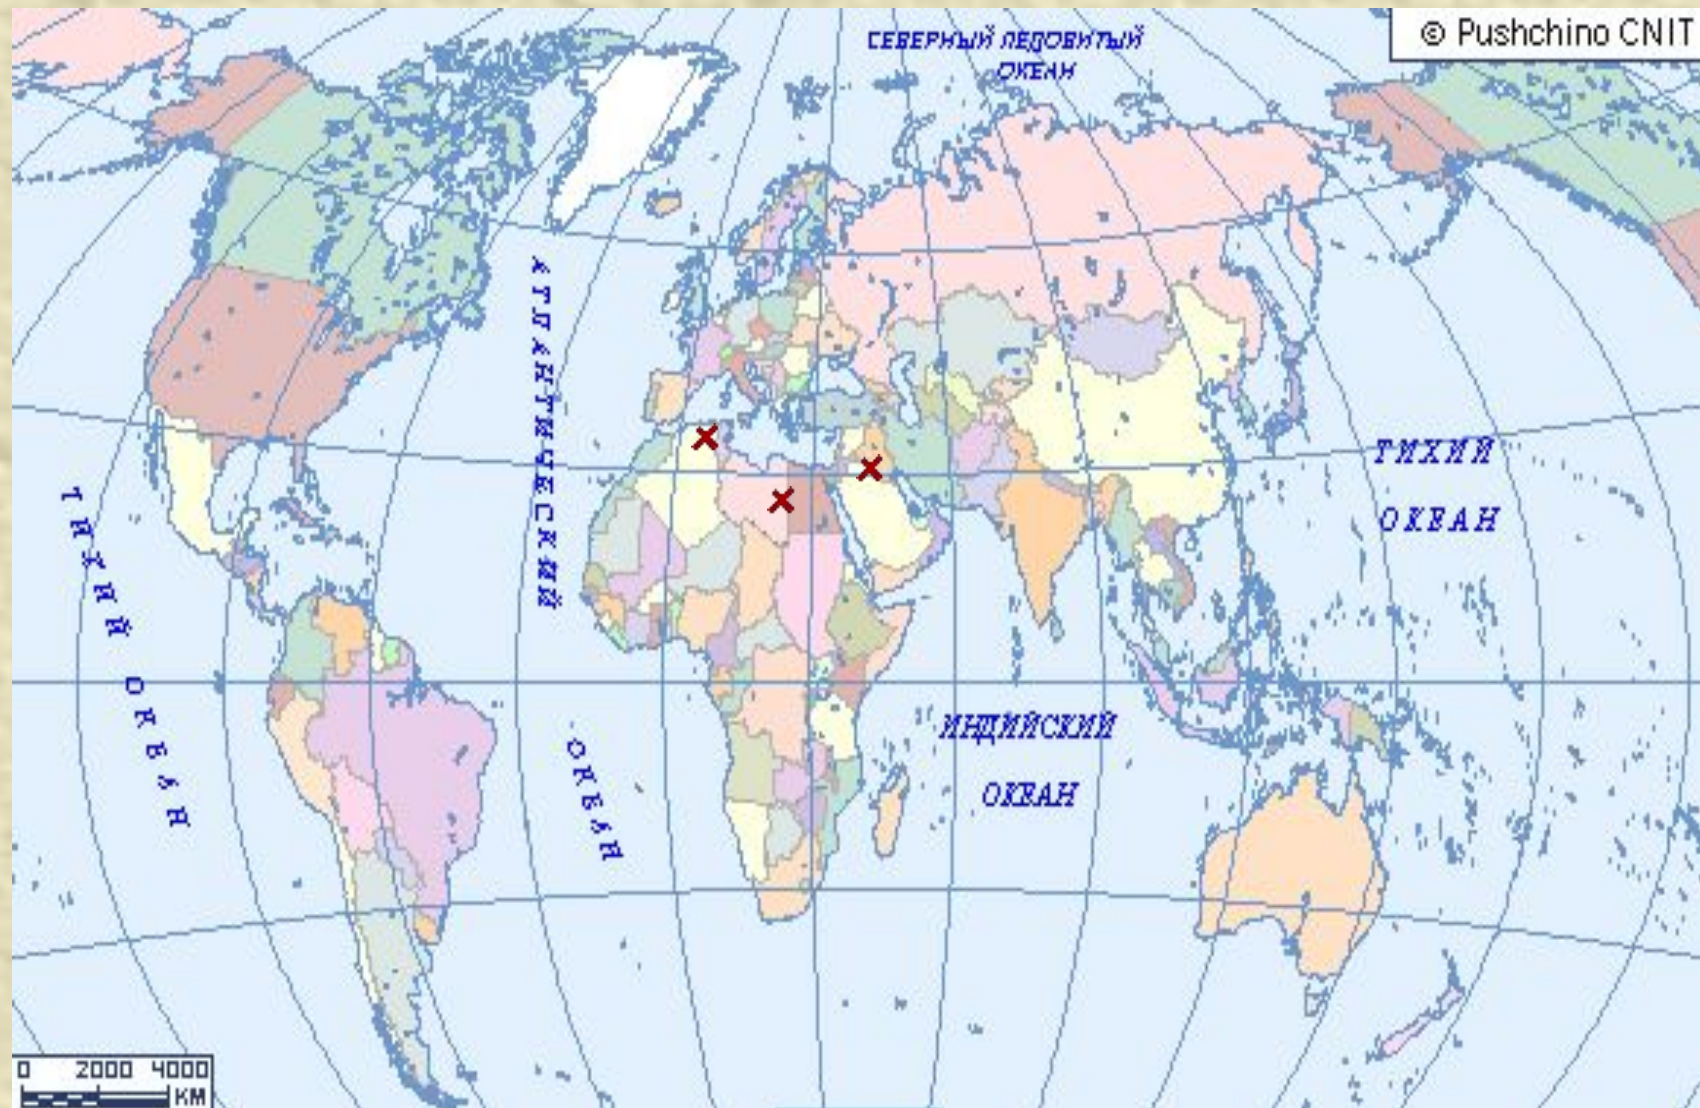 © Pushchino CNIT
СЕВЕРНЫЙ ЛЕДОВИТЫЙ
ОКЕАН
АТЛАНТИЧЕСКИЙ
ОКЕАН
ТИХИЙ
ОКЕАН
ТИХИЙ ОКЕАН
ИНДИЙСКИЙ
ОКЕАН
0 2000 4000
КМ